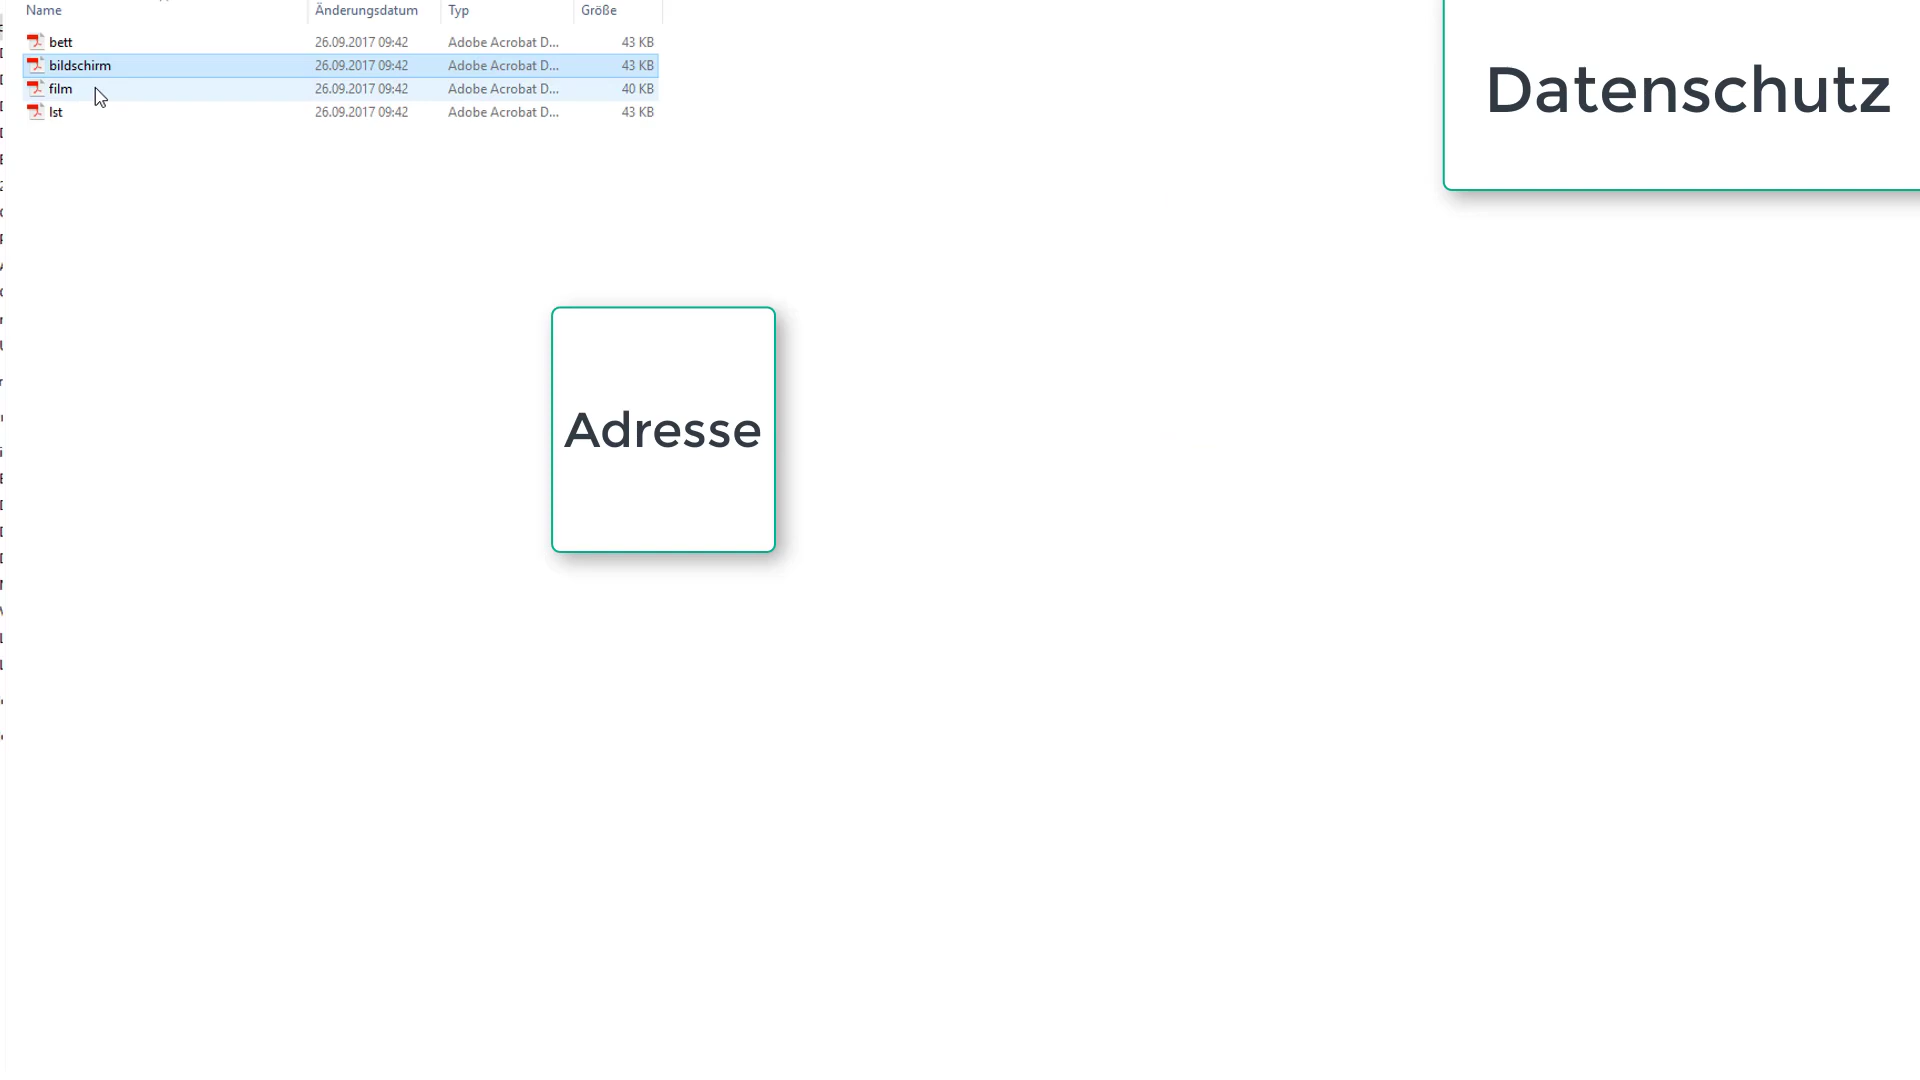 Name Änderungsdatum Typ Größe
bett 26.09.2017 09:42 Adobe Acrobat D... 43 KB
bildschirm 26.09.2017 09:42 Adobe Acrobat D... 43 KB
film 26.09.2017 09:42 Adobe Acrobat D... 40 KB
lst 26.09.2017 09:42 Adobe Acrobat D... 43 KB
Datenschutz
Adresse